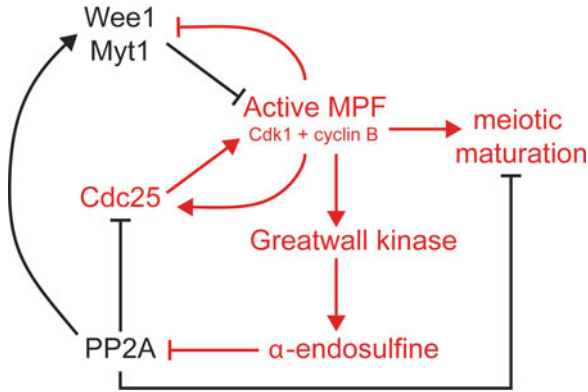 Wee1
Myt1
Active MPF
Cdk1 + cyclin B
meiotic
maturation
Cdc25
Greatwall kinase
PP2A
α-endosulfine